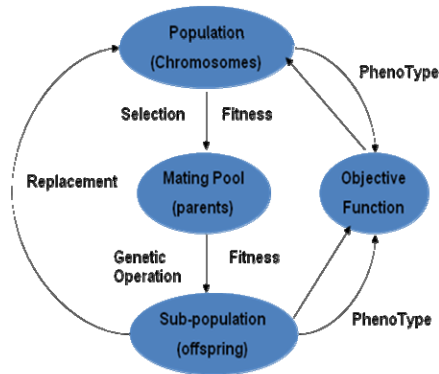 Population
(Chromosomes)
PhenoType
Selection
Fitness
Replacement
Mating Pool
(parents)
Objective
Function
Genetic
Operation
Fitness
Sub-population
(offspring)
PhenoType